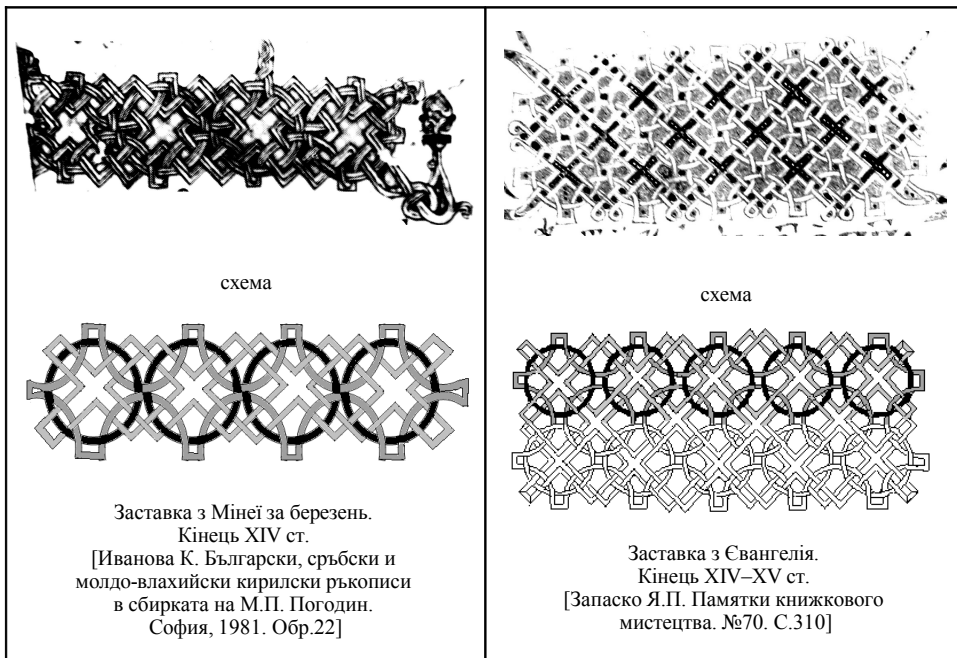 схема
Заставка з Мінеї за березень.
Кінець XIV ст.
[Иванова К. Български, сръбски и
молдо-влахийски кирилски ръкописи
в сбирката на М.П. Погодин.
София, 1981. Обр.22]
схема
Заставка з Євангелія.
Кінець XIV–XV ст.
[Запаско Я.П. Памятки книжкового
мистецтва. №70. С.310]